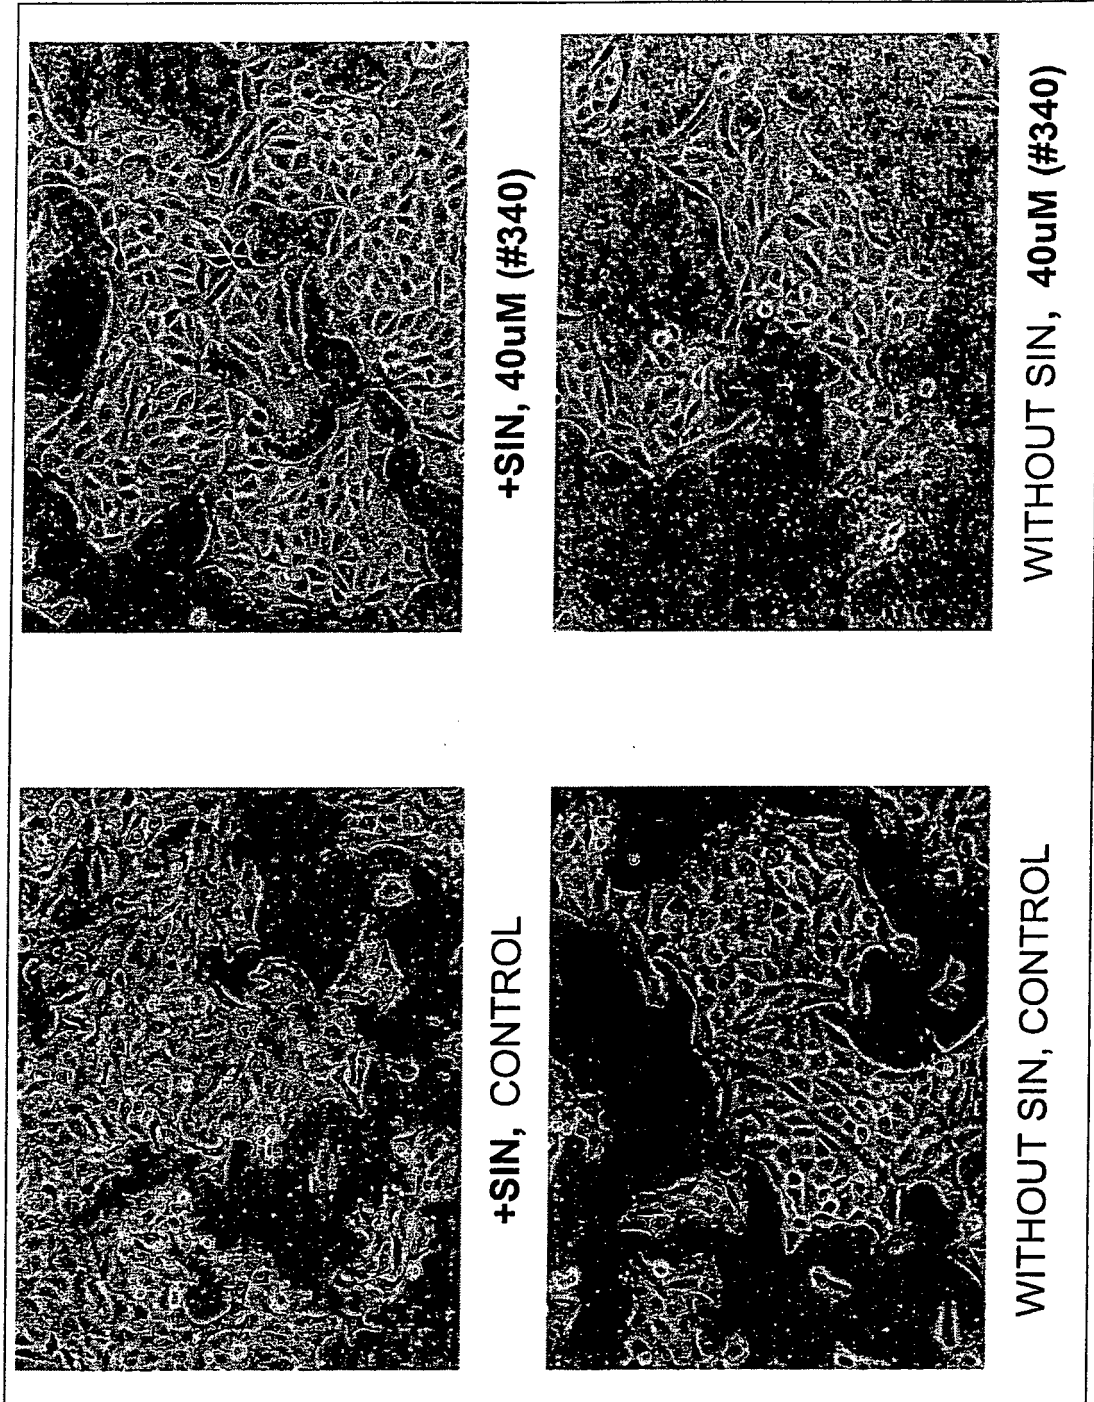 +SIN, CONTROL
+SIN, 40uM (#340)
WITHOUT SIN, CONTROL
WITHOUT SIN, 40uM (#340)